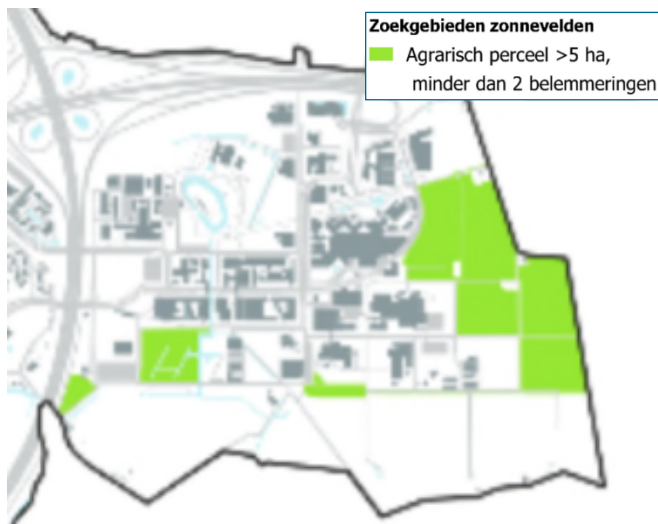 Zoekgebieden zonnevelden
Agrarisch perceel >5 ha,
minder dan 2 belemmeringen